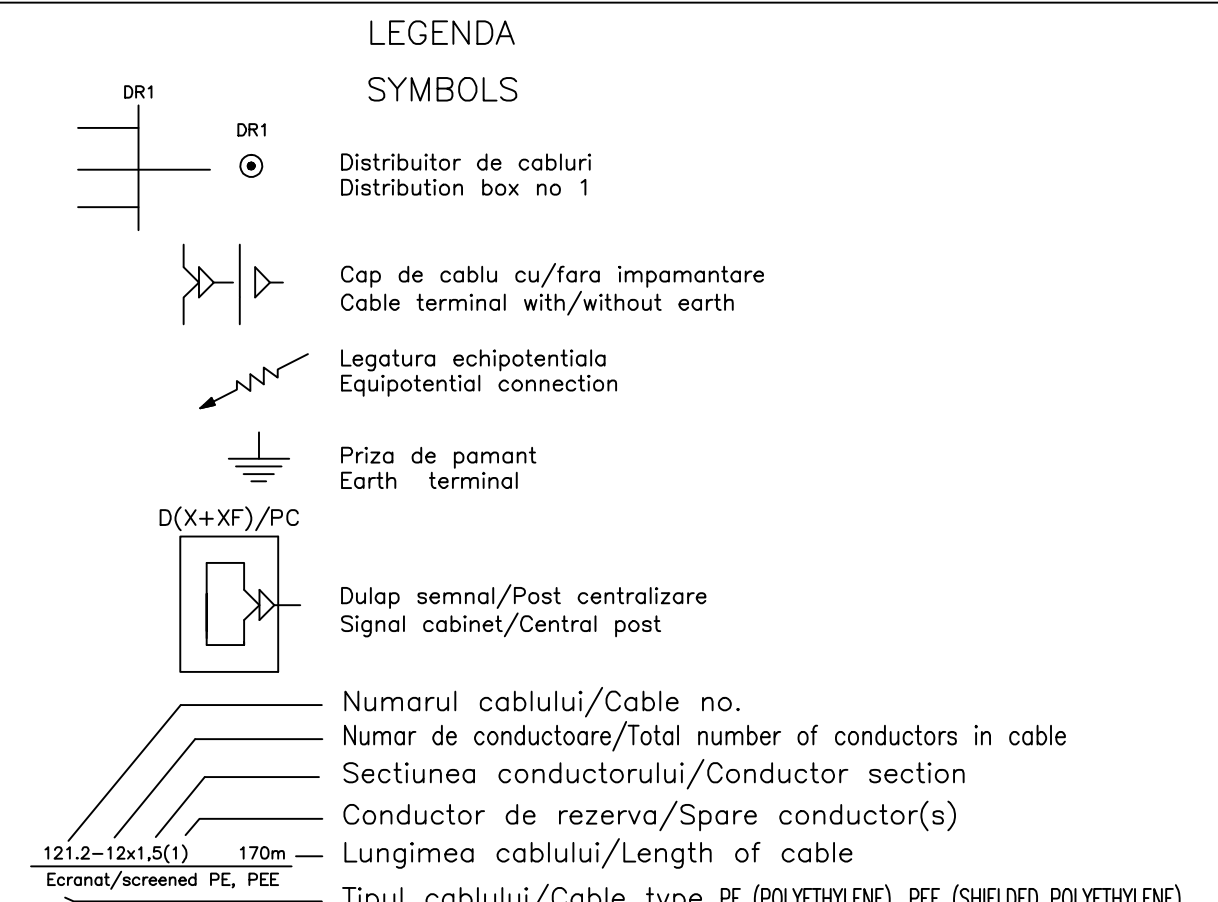 LEGENDA
SYMBOLS
DR1
DR1
Distribuitor de cabluri
Distribution box no 1
Cap de cablu cu/fara impamantare
Cable terminal with/without earth
Legatura echipotentiala
Equipotential connection
Priza de pamant
Earth terminal
D(X+XF)/PC
Dulap semnal/Post centralizare
Signal cabinet/Central post
Numarul cablului/Cable no.
Numar de conductoare/Total number of conductors in cable
Sectiunea conductorului/Conductor section
Conductor de rezerva/Spare conductor(s)
121.2-12x1,5(1) 170m
Lungimea cablului/Length of cable
Ecranat/screened PE, PEE
Tipul cablului/Cable type PE (POLYETHYLENE) PEE (SHIELDED POLYETHYLENE)